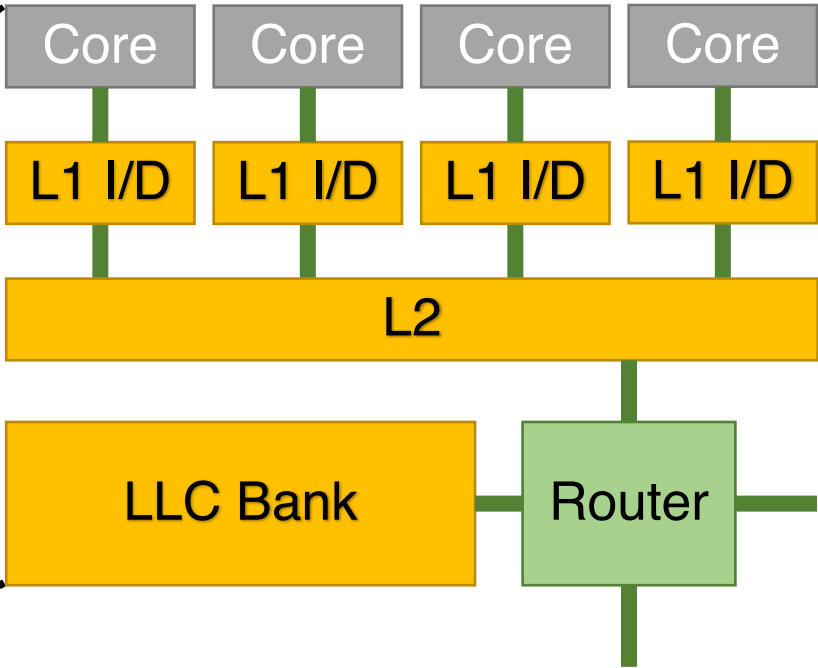 Core Core Core Core
L1 I/D L1 I/D L1 I/D L1 I/D
L2
LLC Bank Router